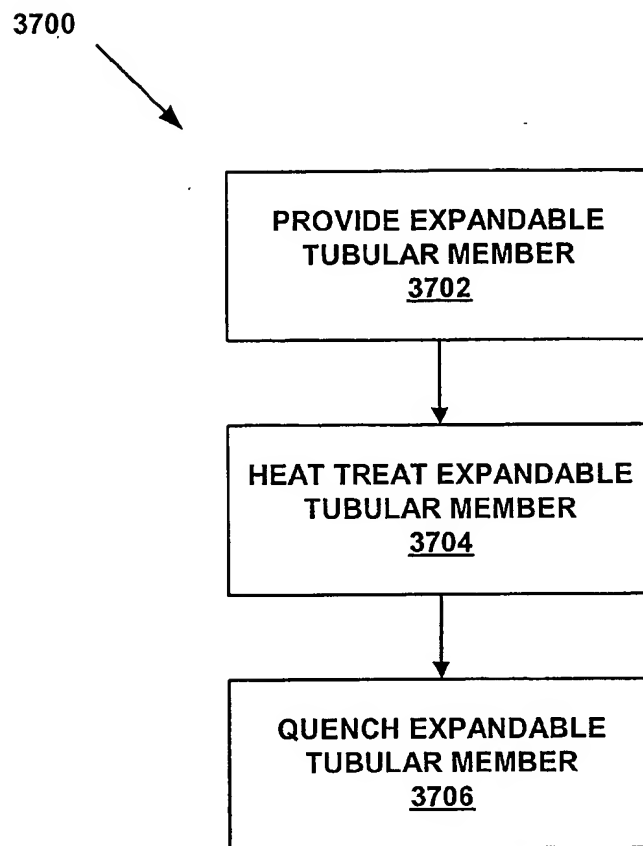 3700
PROVIDE EXPANDABLE
TUBULAR MEMBER
3702
HEAT TREAT EXPANDABLE
TUBULAR MEMBER
3704
QUENCH EXPANDABLE
TUBULAR MEMBER
3706